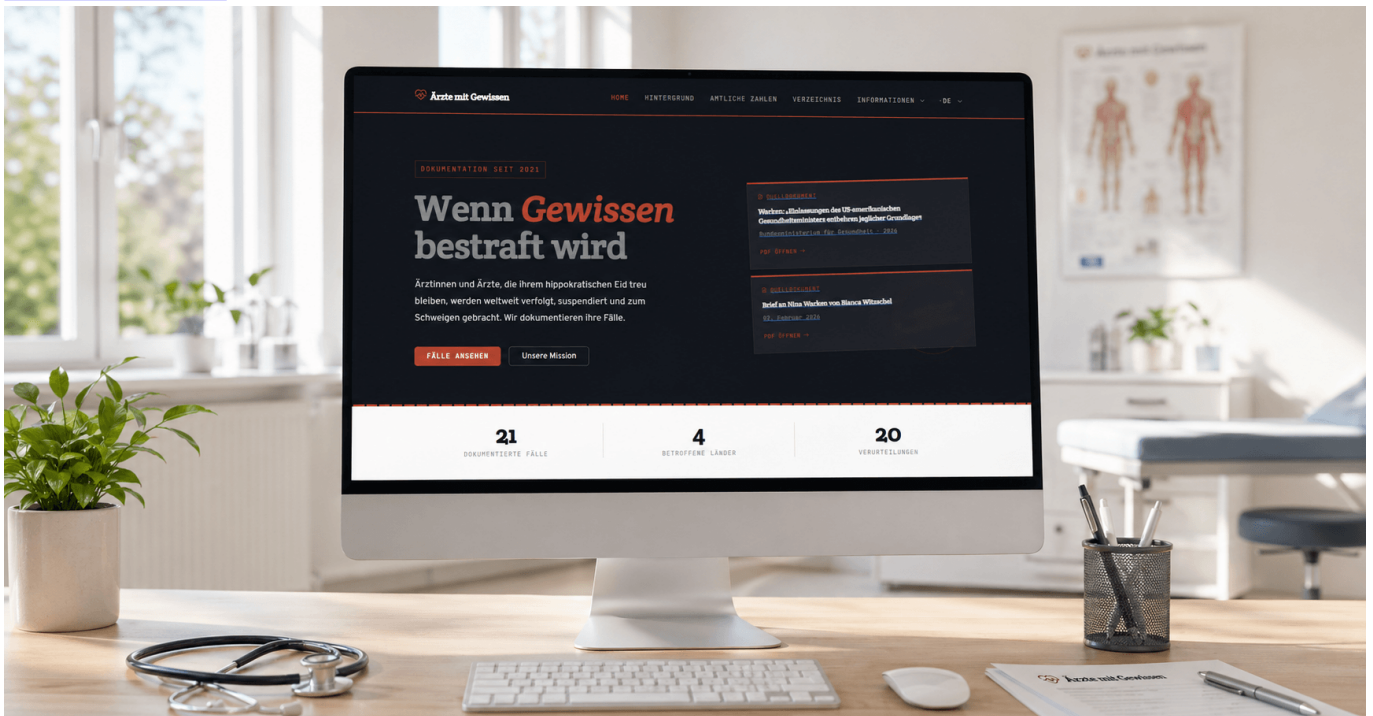 Ärzte mit Gewissen
HOME HINTERGRUND AMTLICHE ZAHLEN VERZEICHNIS INFORMATIONEN DE
DOKUMENTATION SEIT 2021
Wenn Gewissen
bestraft wird
Ärztinnen und Ärzte, die ihrem hippokratischen Eid treu
bleiben, werden weltweit verfolgt, suspendiert und zum
Schweigen gebracht. Wir dokumentieren ihre Fälle.
FÄLLE ANSEHEN Unsere Mission
QUELLDOKUMENT
Warken: „Einlassungen des US-amerikanischen
Gesundheitsministers entbehren jeglicher Grundlage
Bundesministerium für Gesundheit · 2026
PDF ÖFFNEN →
QUELLDOKUMENT
Brief an Nina Warken von Bianca Witzschel
02. Februar 2026
PDF ÖFFNEN →
21
DOKUMENTIERTE FÄLLE
4
BETROFFENE LÄNDER
20
VERURTEILUNGEN
Ärzte mit Gewissen
Ärzte mit Gewissen